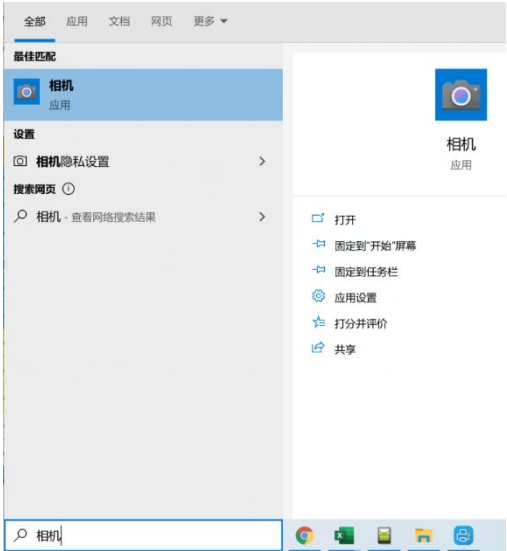 全部 应用 文档 网页 更多
最佳匹配
相机
应用
设置
相机隐私设置
搜索网页
相机 - 查看网络搜索结果
相机
应用
打开
固定到"开始"屏幕
固定到任务栏
应用设置
打分并评价
共享
相机